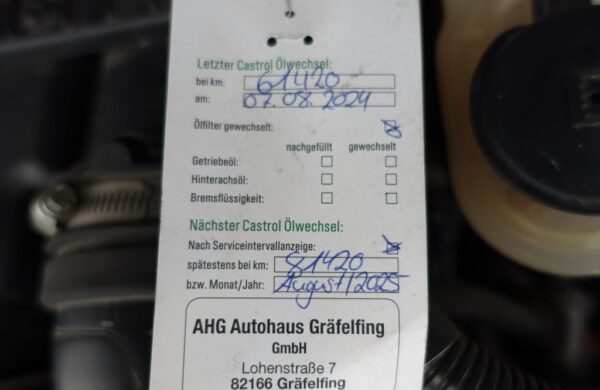 Letzter Castrol Ölwechsel:
bei km: 61420
am: 07.08.2024
Ölfilter gewechselt:
nachgefüllt gewechselt
Getriebeöl:
Hinterachsöl:
Bremsflüssigkeit:
Nächster Castrol Ölwechsel:
Nach Serviceintervallanzeige:
spätestens bei km: 81420
bzw. Monat/Jahr: August/2025
AHG Autohaus Gräfelfing
GmbH
Lohenstraße 7
82166 Gräfelfing